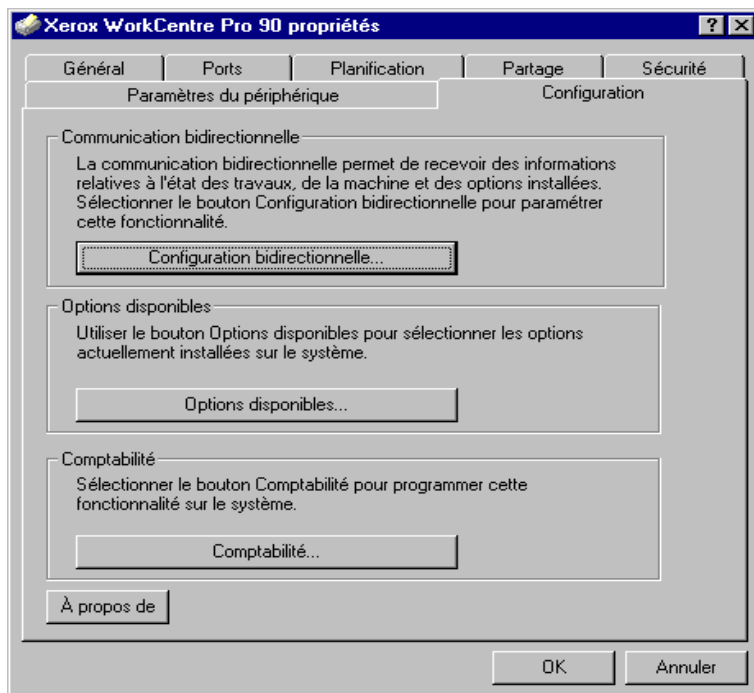 Xerox WorkCentre Pro 90 propriétés
Général Ports Planification Partage Sécurité
Paramètres du périphérique Configuration
Communication bidirectionnelle
La communication bidirectionnelle permet de recevoir des informations
relatives à l'état des travaux, de la machine et des options installées.
Sélectionner le bouton Configuration bidirectionnelle pour paramétrer
cette fonctionnalité.
Configuration bidirectionnelle...
Options disponibles
Utiliser le bouton Options disponibles pour sélectionner les options
actuellement installées sur le système.
Options disponibles...
Comptabilité
Sélectionner le bouton Comptabilité pour programmer cette
fonctionnalité sur le système.
Comptabilité...
À propos de
OK Annuler